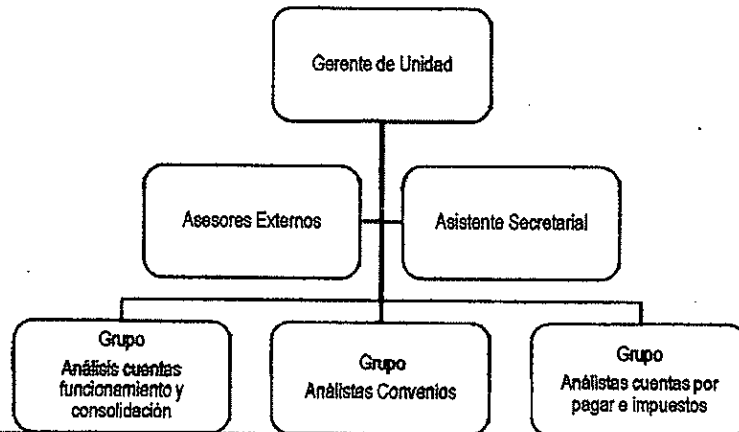 Gerente de Unidad
Asesores Externos
Asistente Secretarial
Grupo
Análisis cuentas
funcionamiento y
consolidación
Grupo
Análistas Convenios
Grupo
Análistas cuentas por
pagar e impuestos